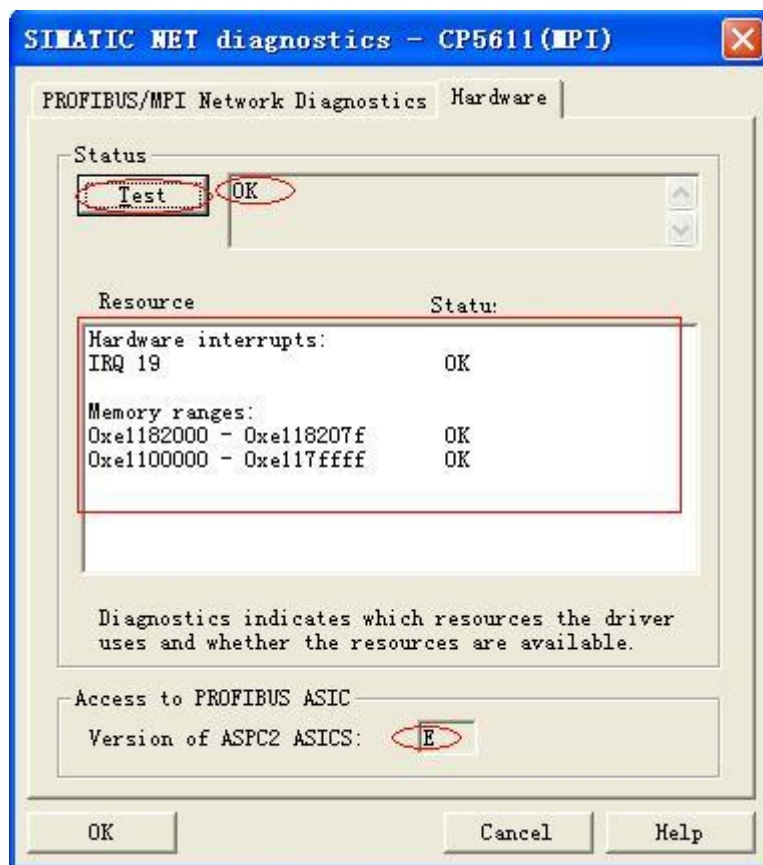 SIMATIC NET diagnostics - CP5611(MPI)
PROFIBUS/MPI Network Diagnostics
Hardware
Status
Test
OK
Resource
Statu:
Hardware interrupts:
IRQ 19 OK
Memory ranges:
0xe1182000 - 0xe118207f OK
0xe1100000 - 0xe117ffff OK
Diagnostics indicates which resources the driver
uses and whether the resources are available.
Access to PROFIBUS ASIC
Version of ASPC2 ASICS: E
OK
Cancel
Help